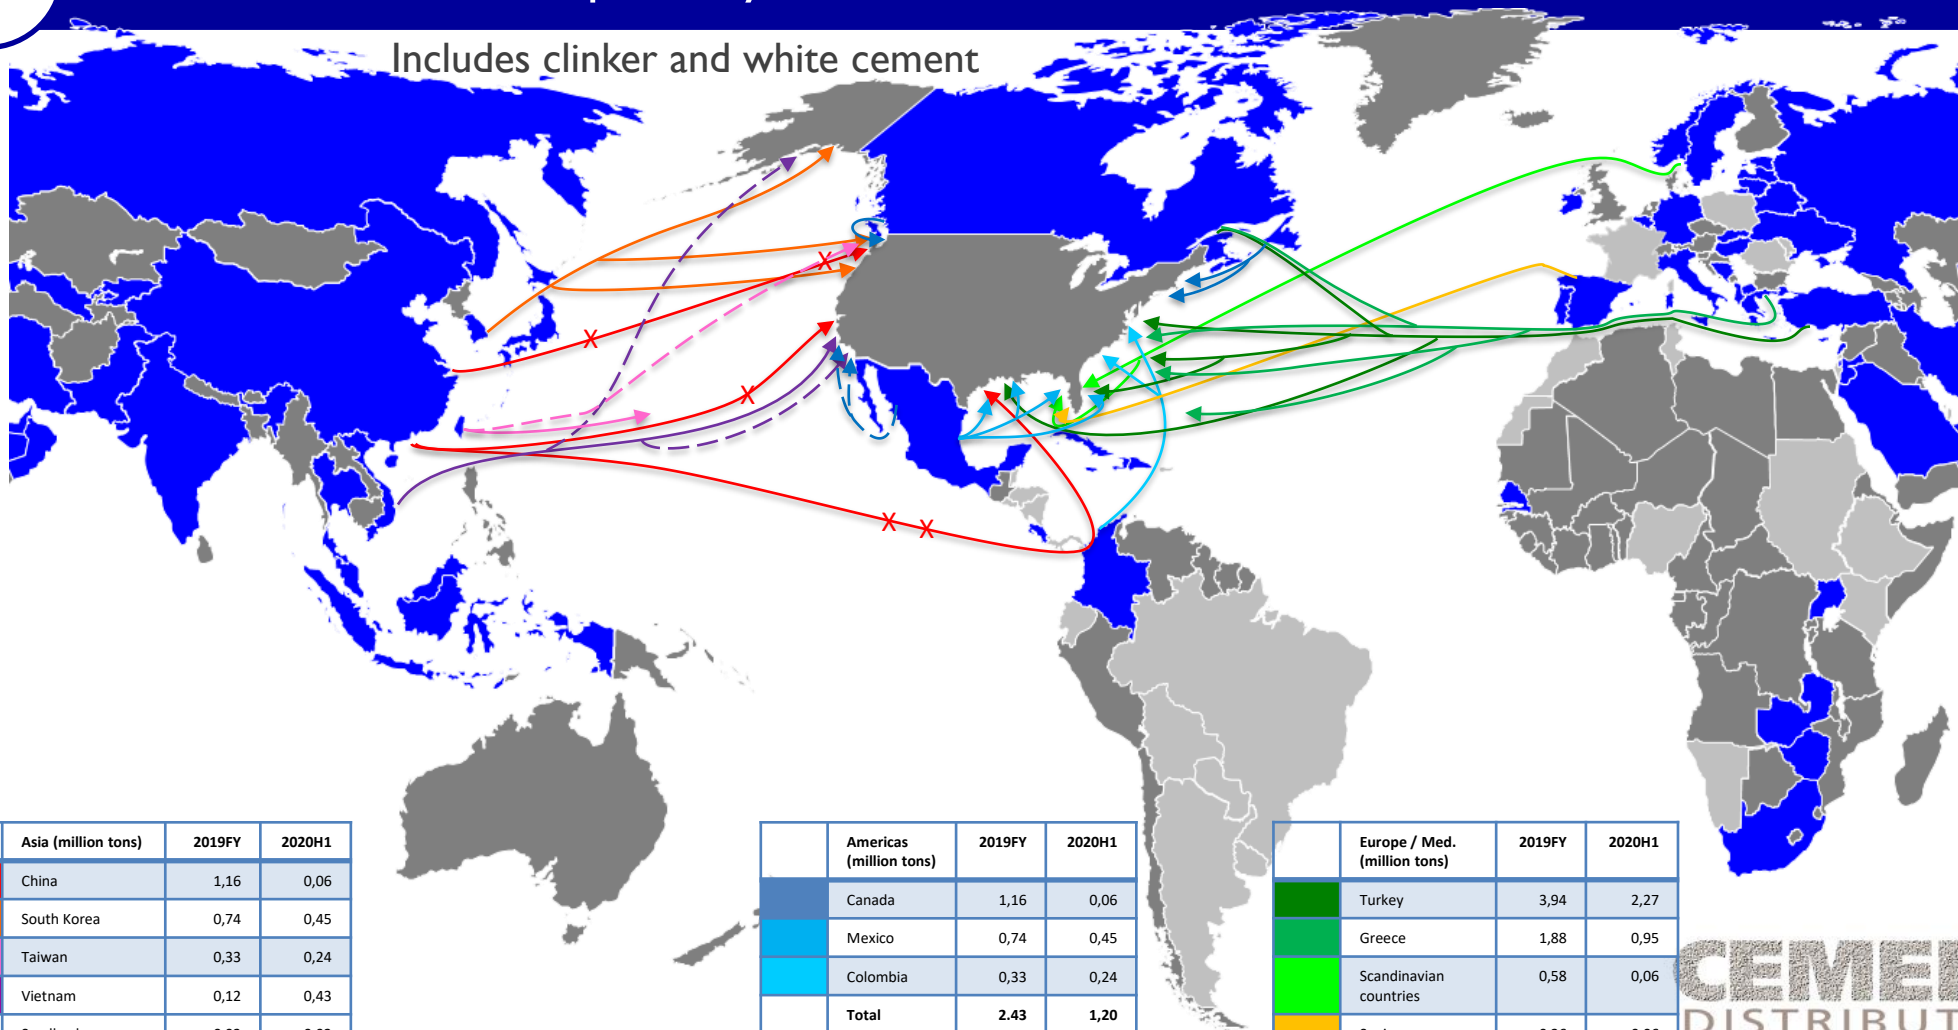 Includes clinker and white cement
X
X
X
X
X
X
Asia (million tons) 2019FY 2020H1
China 1,16 0,06
South Korea 0,74 0,45
Taiwan 0,33 0,24
Vietnam 0,12 0,43
Americas 2019FY 2020H1
(million tons)
Canada 1,16 0,06
Mexico 0,74 0,45
Colombia 0,33 0,24
Total 2.43 1,20
Europe / Med. 2019FY 2020H1
(million tons)
Turkey 3,94 2,27
Greece 1,88 0,95
Scandinavian 0,58 0,06
countries